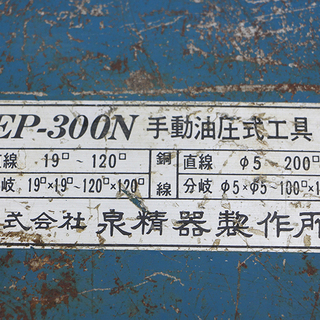 EP-300N 手動油圧式工具
直線 19□~120□ 銅線 直線 φ5~200□
分岐 19□×19□~120×120□ 分岐 φ5×φ5~100□×1
式会社 泉精器製作所